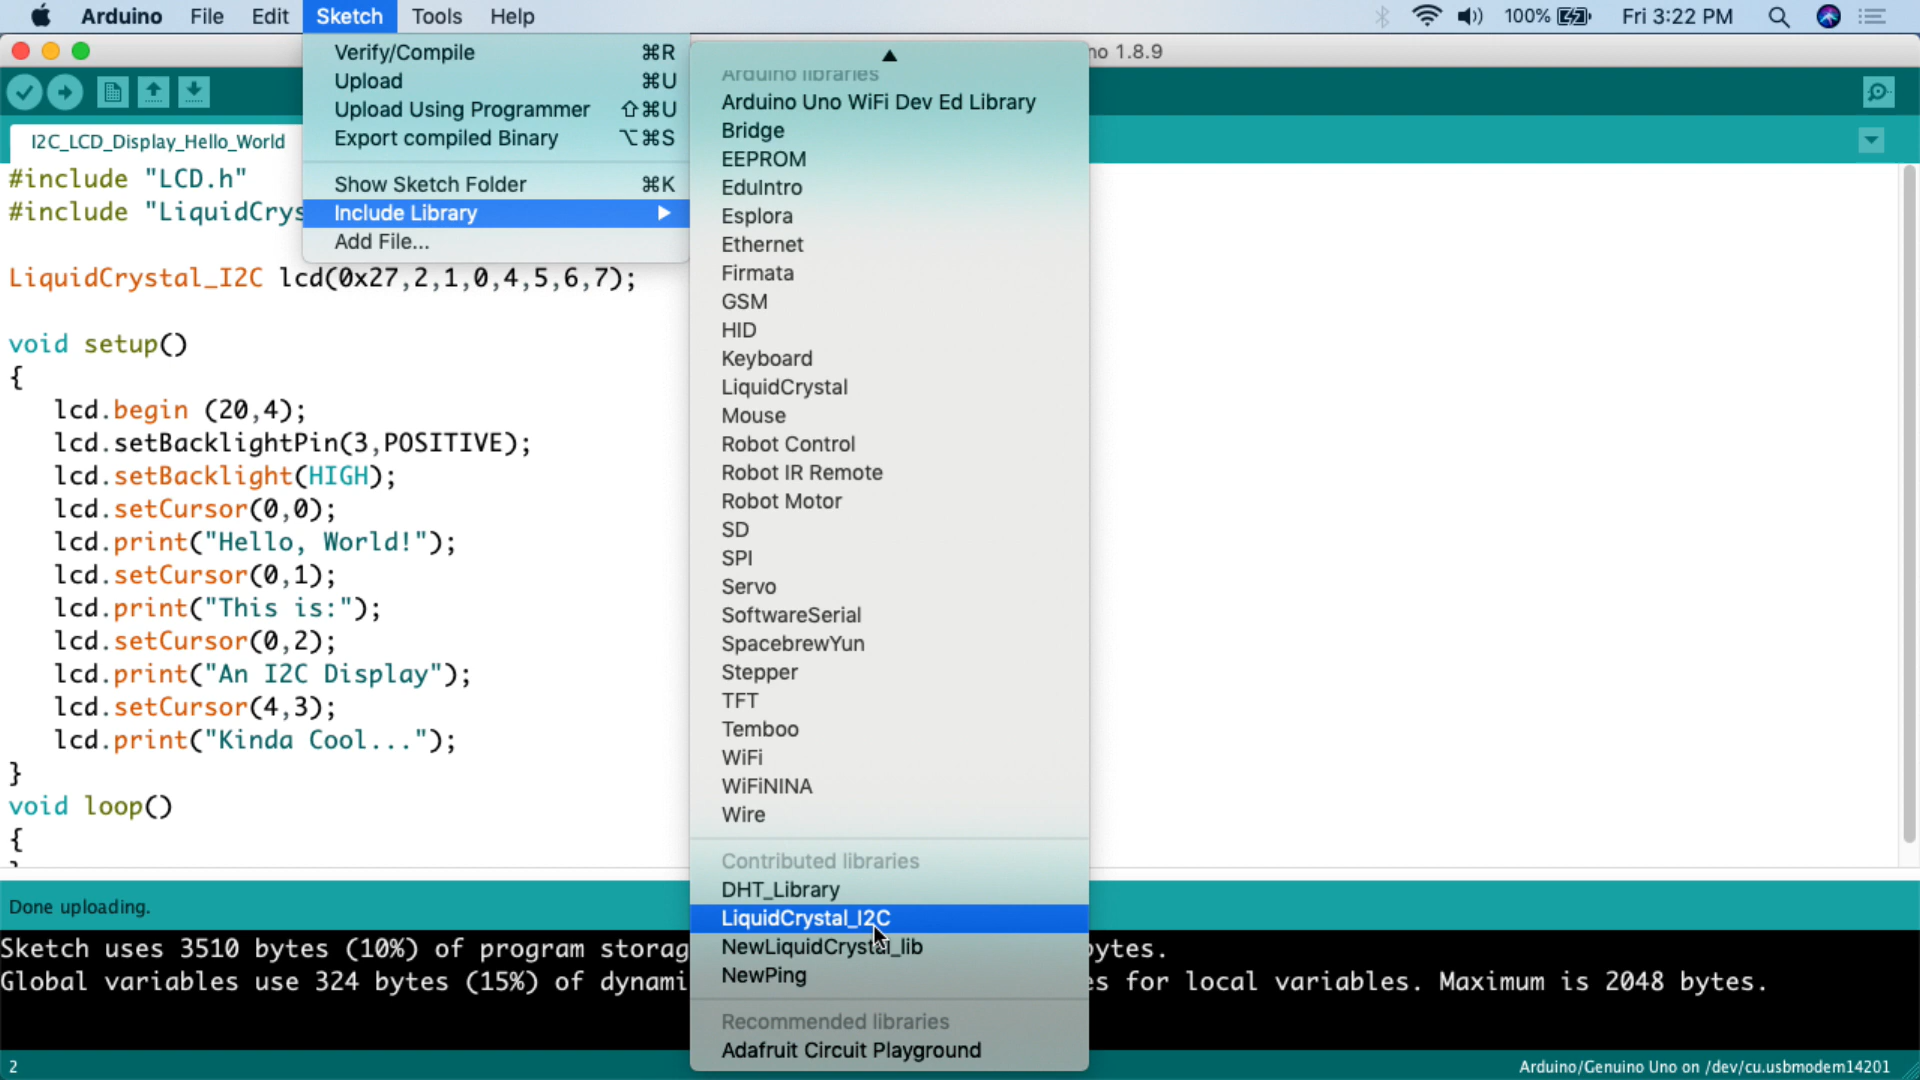 Arduino File Edit Sketch Tools Help 100% Fri 3:22 PM
no 1.8.9
Verify/Compile ⌘R
Upload ⌘U
Upload Using Programmer ⇧⌘U
Export compiled Binary ⌥⌘S
Show Sketch Folder ⌘K
Include Library
Add File...
Arduino libraries
Arduino Uno WiFi Dev Ed Library
Bridge
EEPROM
EduIntro
Esplora
Ethernet
Firmata
GSM
HID
Keyboard
LiquidCrystal
Mouse
Robot Control
Robot IR Remote
Robot Motor
SD
SPI
Servo
SoftwareSerial
SpacebrewYun
Stepper
TFT
Temboo
WiFi
WiFiNINA
Wire
Contributed libraries
DHT_Library
LiquidCrystal_I2C
NewLiquidCrystal_lib
NewPing
Recommended libraries
Adafruit Circuit Playground
I2C_LCD_Display_Hello_World
#include "LCD.h"
#include "LiquidCrys
LiquidCrystal_I2C lcd(0x27,2,1,0,4,5,6,7);
void setup()
{
lcd.begin (20,4);
lcd.setBacklightPin(3,POSITIVE);
lcd.setBacklight(HIGH);
lcd.setCursor(0,0);
lcd.print("Hello, World!");
lcd.setCursor(0,1);
lcd.print("This is:");
lcd.setCursor(0,2);
lcd.print("An I2C Display");
lcd.setCursor(4,3);
lcd.print("Kinda Cool...");
}
void loop()
{
Done uploading.
Sketch uses 3510 bytes (10%) of program storag bytes.
Global variables use 324 bytes (15%) of dynami es for local variables. Maximum is 2048 bytes.
2 Arduino/Genuino Uno on /dev/cu.usbmodem14201